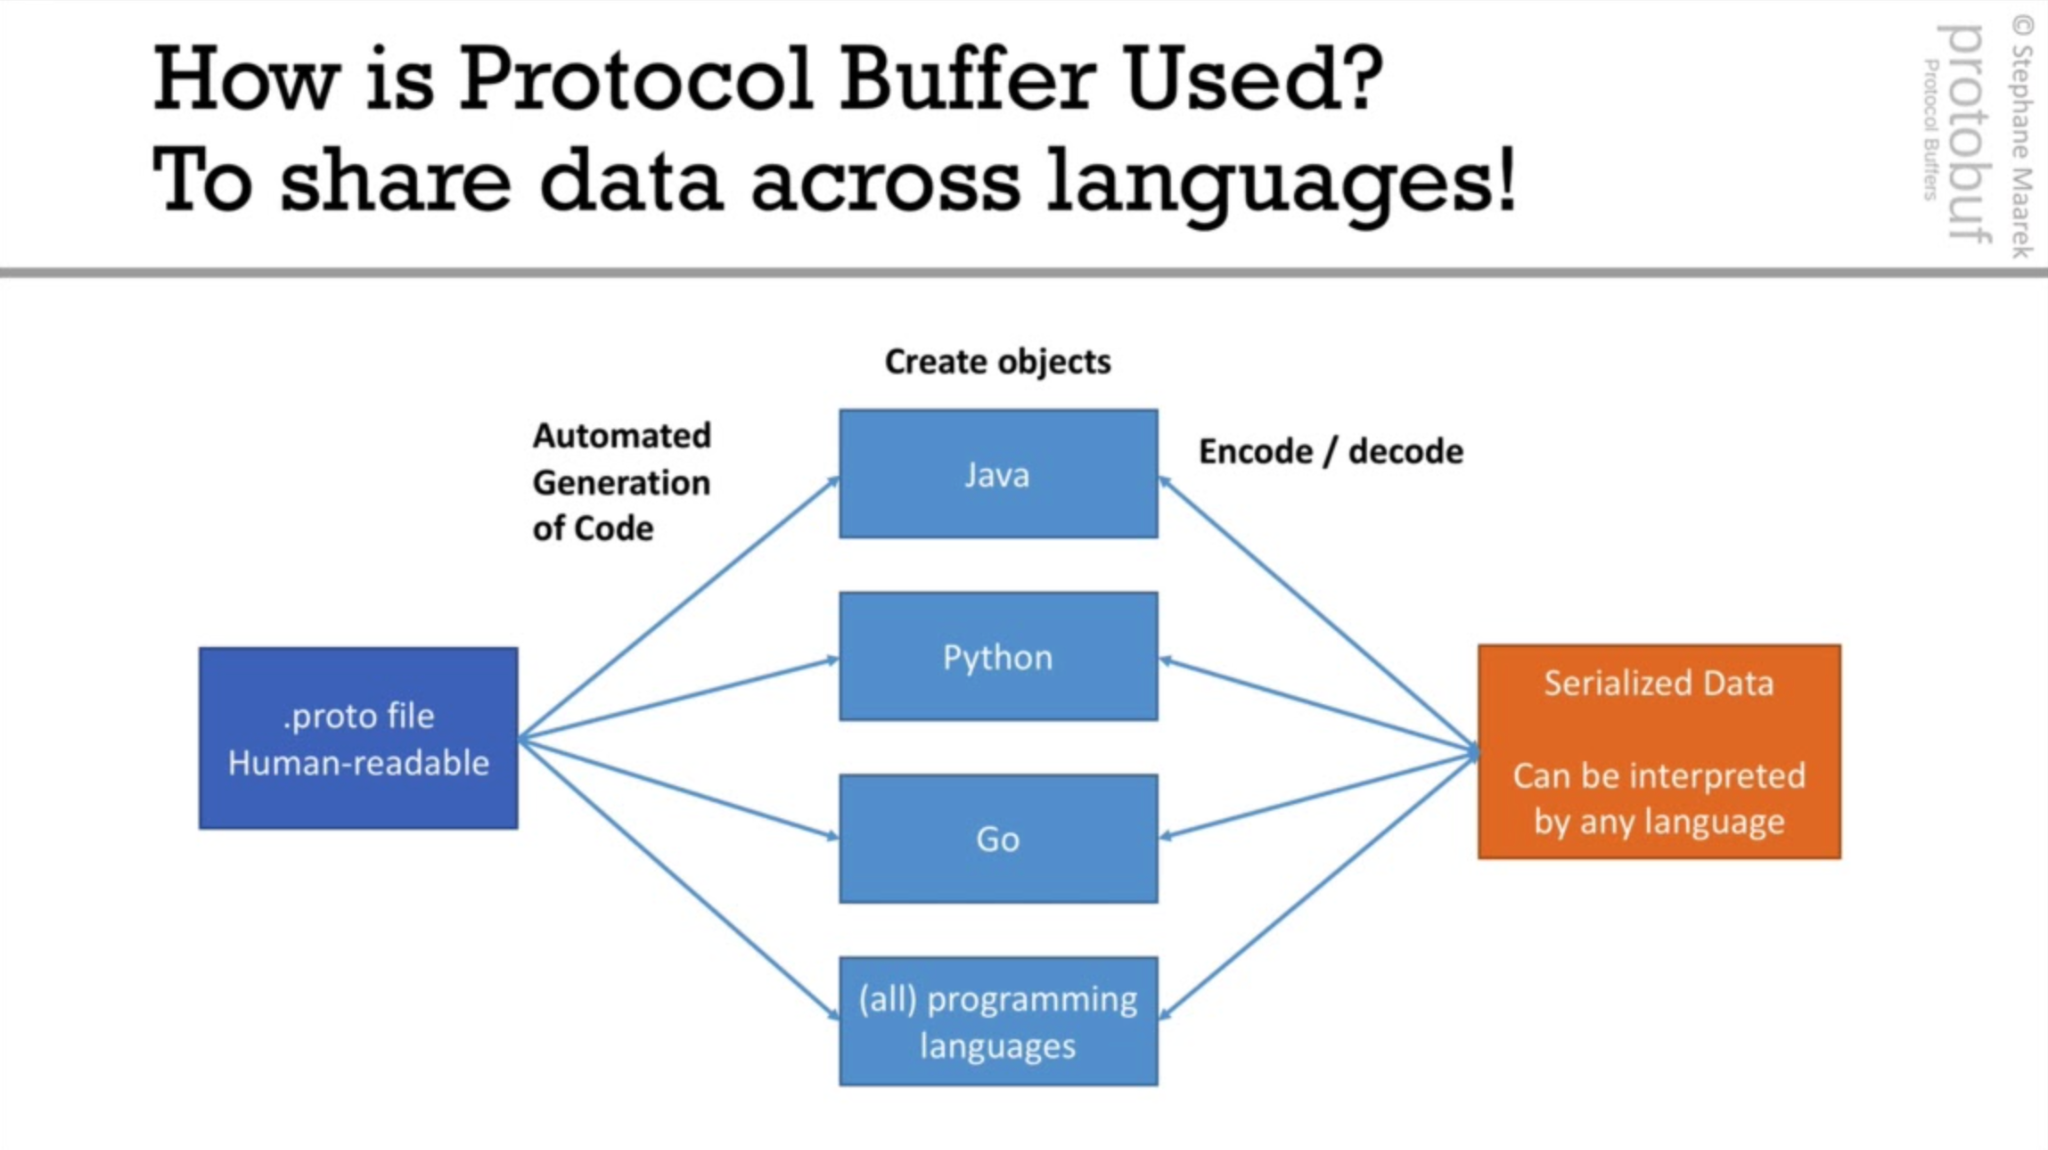 How is Protocol Buffer Used?
To share data across languages!
© Stephane Maarek
protobuf
Protocol Buffers
Create objects
Automated
Generation
of Code
Encode / decode
Java
Python
Go
(all) programming
languages
.proto file
Human-readable
Serialized Data
Can be interpreted
by any language